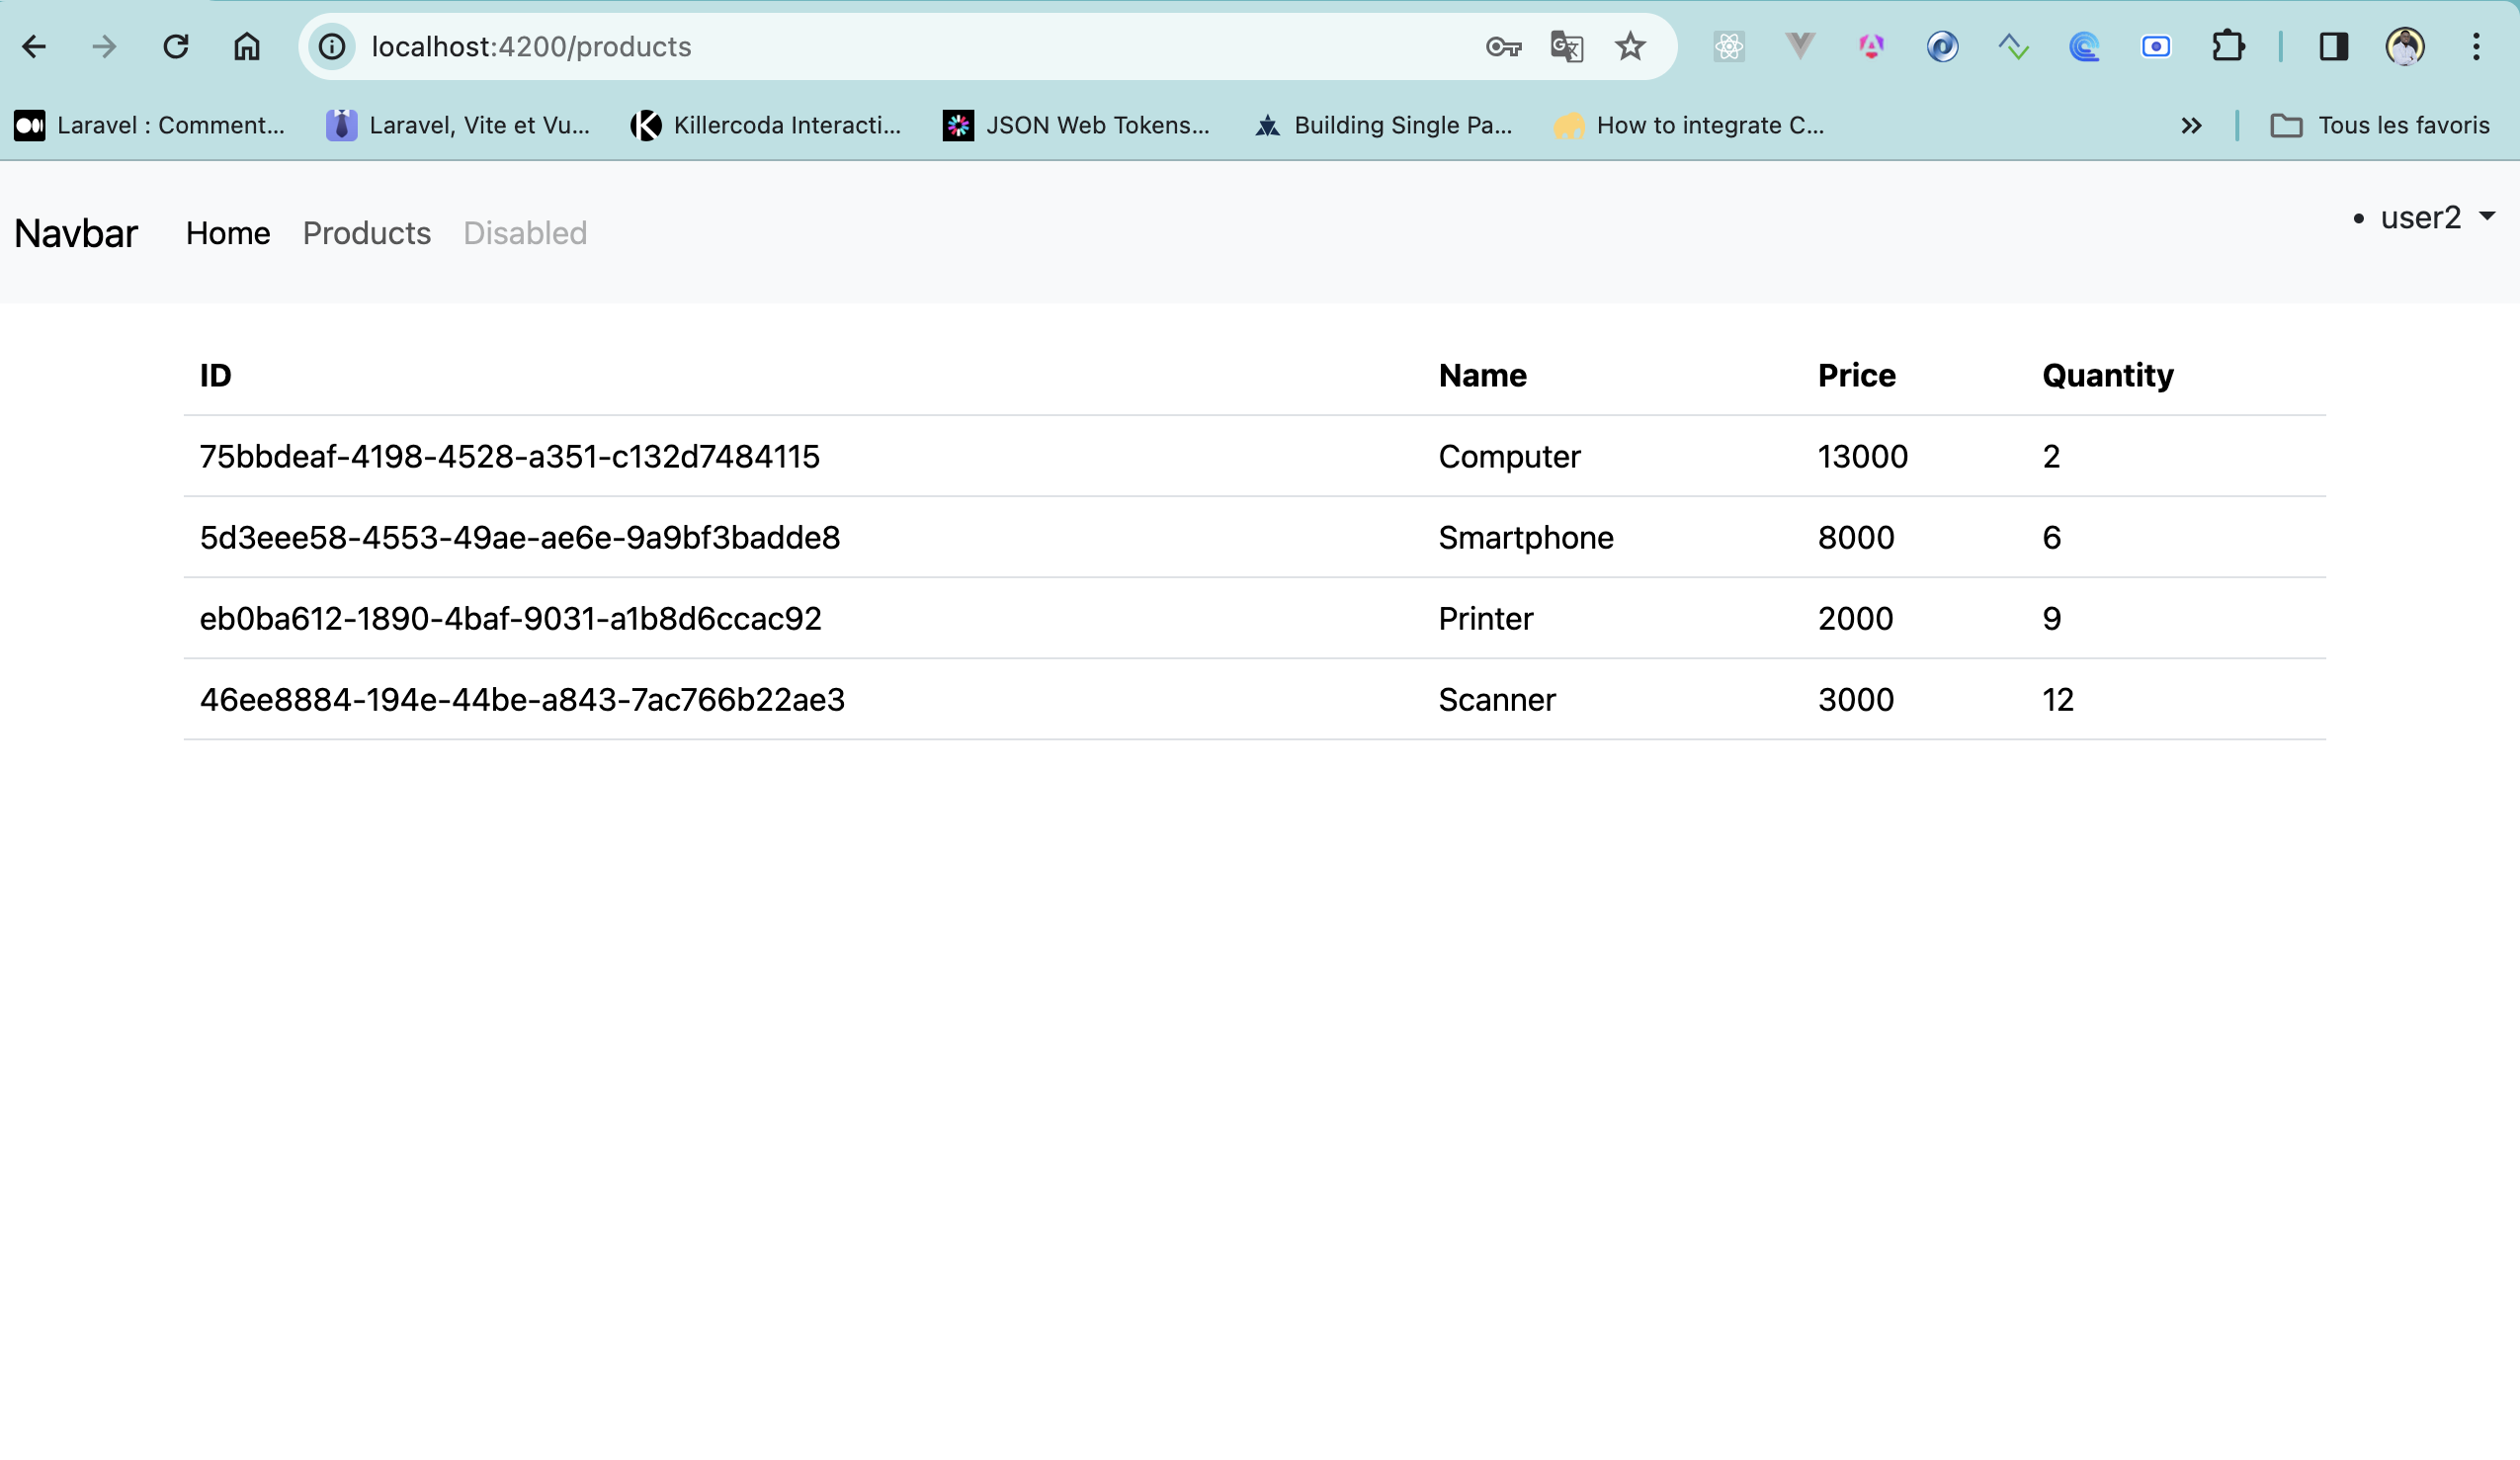 localhost:4200/products
Laravel : Comment... Laravel, Vite et Vu... Killercoda Interacti... JSON Web Tokens... Building Single Pa... How to integrate C... Tous les favoris
Navbar Home Products Disabled • user2
ID Name Price Quantity
75bbdeaf-4198-4528-a351-c132d7484115 Computer 13000 2
5d3eee58-4553-49ae-ae6e-9a9bf3badde8 Smartphone 8000 6
eb0ba612-1890-4baf-9031-a1b8d6ccac92 Printer 2000 9
46ee8884-194e-44be-a843-7ac766b22ae3 Scanner 3000 12